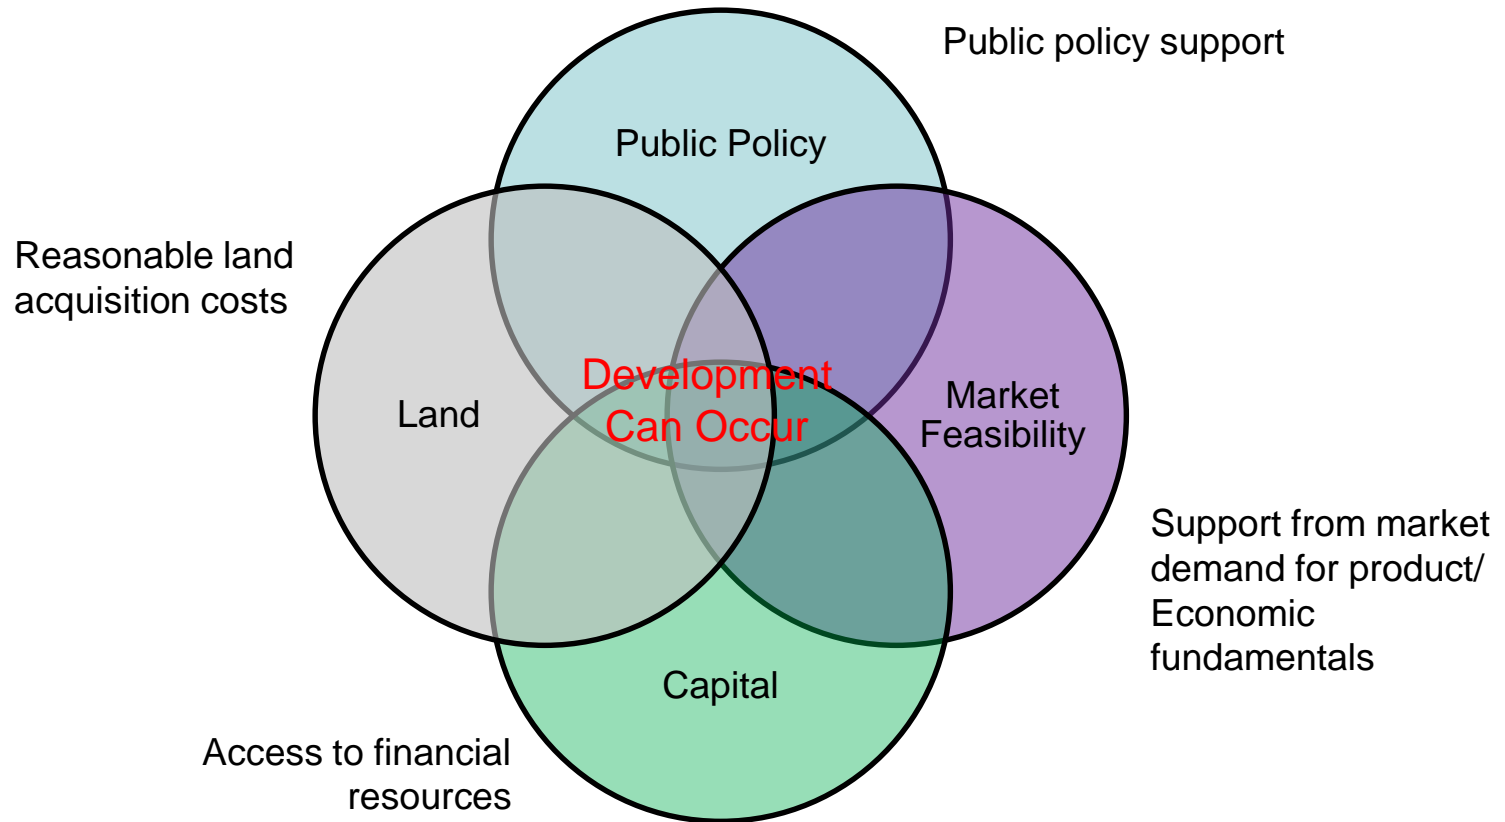 Public policy support
Public Policy
Reasonable land
acquisition costs
Development
Can Occur
Land
Market
Feasibility
Support from market
demand for product/
Economic
fundamentals
Capital
Access to financial
resources